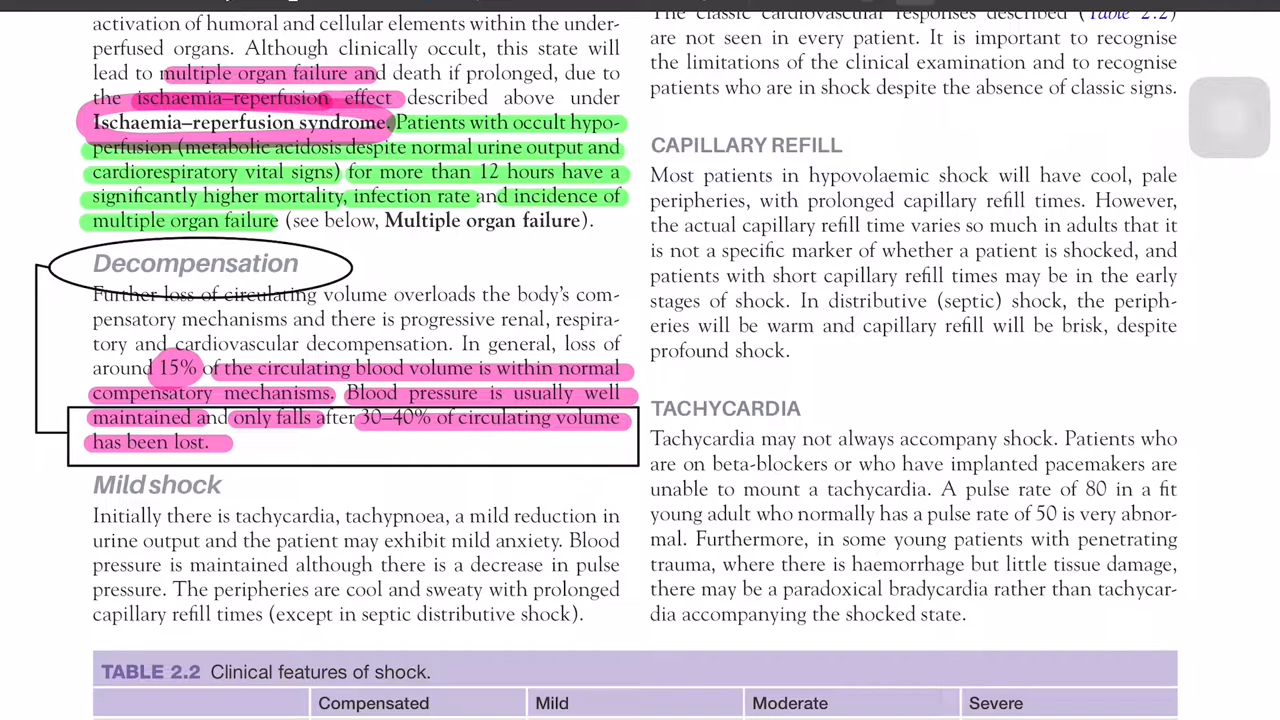 activation of humoral and cellular elements within the under-
perfused organs. Although clinically occult, this state will
lead to multiple organ failure and death if prolonged, due to
the ischaemia–reperfusion effect described above under
Ischaemia–reperfusion syndrome. Patients with occult hypo-
perfusion (metabolic acidosis despite normal urine output and
cardiorespiratory vital signs) for more than 12 hours have a
significantly higher mortality, infection rate and incidence of
multiple organ failure (see below, Multiple organ failure).
Decompensation
Further loss of circulating volume overloads the body's com-
pensatory mechanisms and there is progressive renal, respira-
tory and cardiovascular decompensation. In general, loss of
around 15% of the circulating blood volume is within normal
compensatory mechanisms. Blood pressure is usually well
maintained and only falls after 30–40% of circulating volume
has been lost.
Mild shock
Initially there is tachycardia, tachypnoea, a mild reduction in
urine output and the patient may exhibit mild anxiety. Blood
pressure is maintained although there is a decrease in pulse
pressure. The peripheries are cool and sweaty with prolonged
capillary refill times (except in septic distributive shock).
The classic cardiovascular responses described (Table 2.2)
are not seen in every patient. It is important to recognise
the limitations of the clinical examination and to recognise
patients who are in shock despite the absence of classic signs.
CAPILLARY REFILL
Most patients in hypovolaemic shock will have cool, pale
peripheries, with prolonged capillary refill times. However,
the actual capillary refill time varies so much in adults that it
is not a specific marker of whether a patient is shocked, and
patients with short capillary refill times may be in the early
stages of shock. In distributive (septic) shock, the periph-
eries will be warm and capillary refill will be brisk, despite
profound shock.
TACHYCARDIA
Tachycardia may not always accompany shock. Patients who
are on beta-blockers or who have implanted pacemakers are
unable to mount a tachycardia. A pulse rate of 80 in a fit
young adult who normally has a pulse rate of 50 is very abnor-
mal. Furthermore, in some young patients with penetrating
trauma, where there is haemorrhage but little tissue damage,
there may be a paradoxical bradycardia rather than tachycar-
dia accompanying the shocked state.
TABLE 2.2 Clinical features of shock.
Compensated Mild Moderate Severe